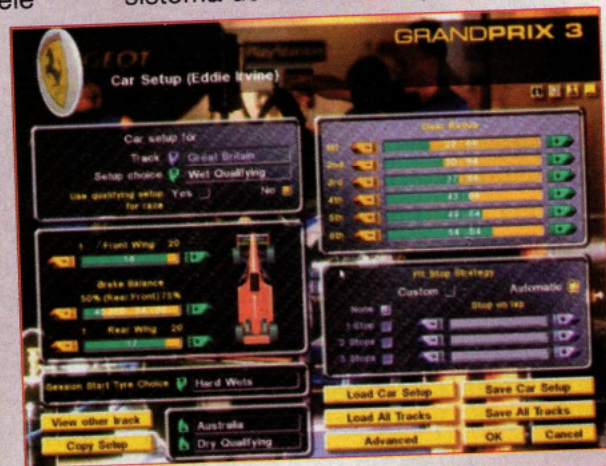 sistema de
GRANDPRIX 3
Car Setup (Eddie Irvine)
Car setup for
Track Great Britain
Setup choice Wet Qualifying
Use qualifying setup for race Yes No
1 Front Wing 20
16
Brake Balance
50% (Rear:Front) 75%
1 Rear Wing 20
17
Session Start Tyre Choice Hard Wets
View other track
Copy Setup
Australia
Dry Qualifying
Gear Ratios
1st
2nd
3rd
4th
5th
6th
Pit Stop Strategy
Custom Automatic
None Stop on lap
1 Stop
2 Stops
3 Stops
Load Car Setup Save Car Setup
Load All Tracks Save All Tracks
Advanced OK Cancel